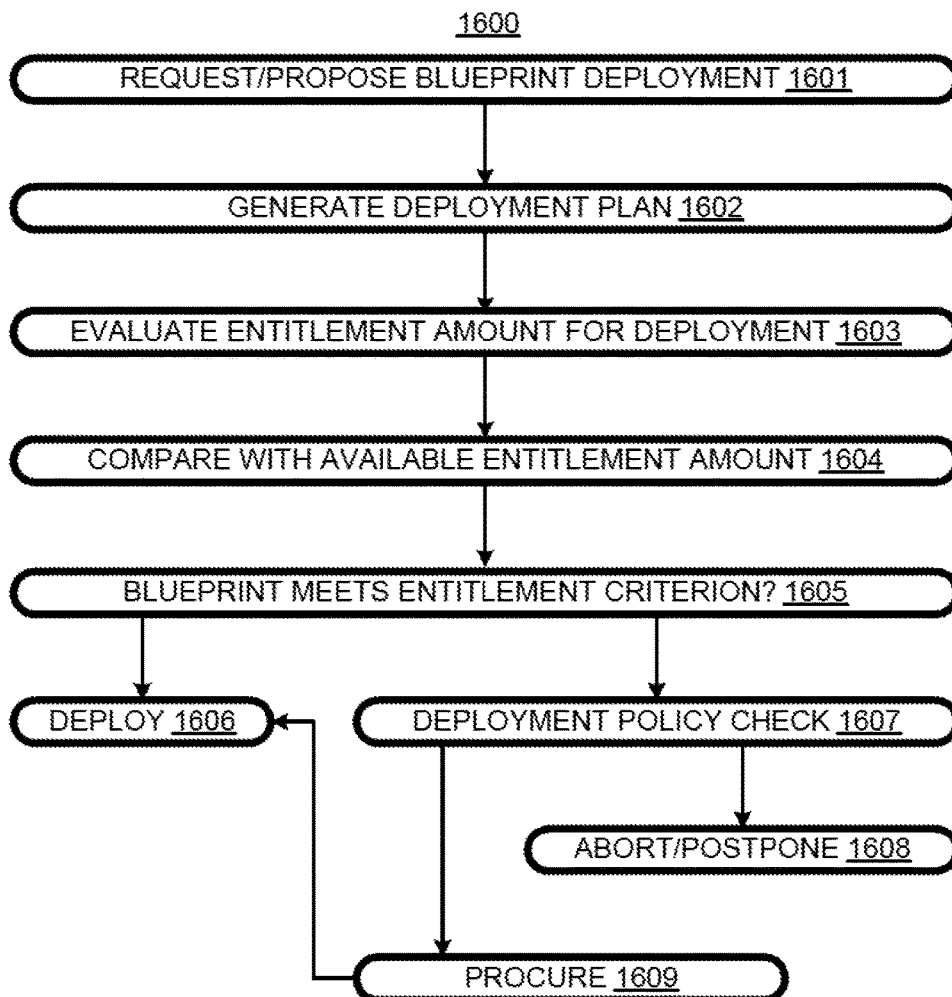 1600
REQUEST/PROPOSE BLUEPRINT DEPLOYMENT 1601
GENERATE DEPLOYMENT PLAN 1602
EVALUATE ENTITLEMENT AMOUNT FOR DEPLOYMENT 1603
COMPARE WITH AVAILABLE ENTITLEMENT AMOUNT 1604
BLUEPRINT MEETS ENTITLEMENT CRITERION? 1605
DEPLOY 1606
DEPLOYMENT POLICY CHECK 1607
ABORT/POSTPONE 1608
PROCURE 1609